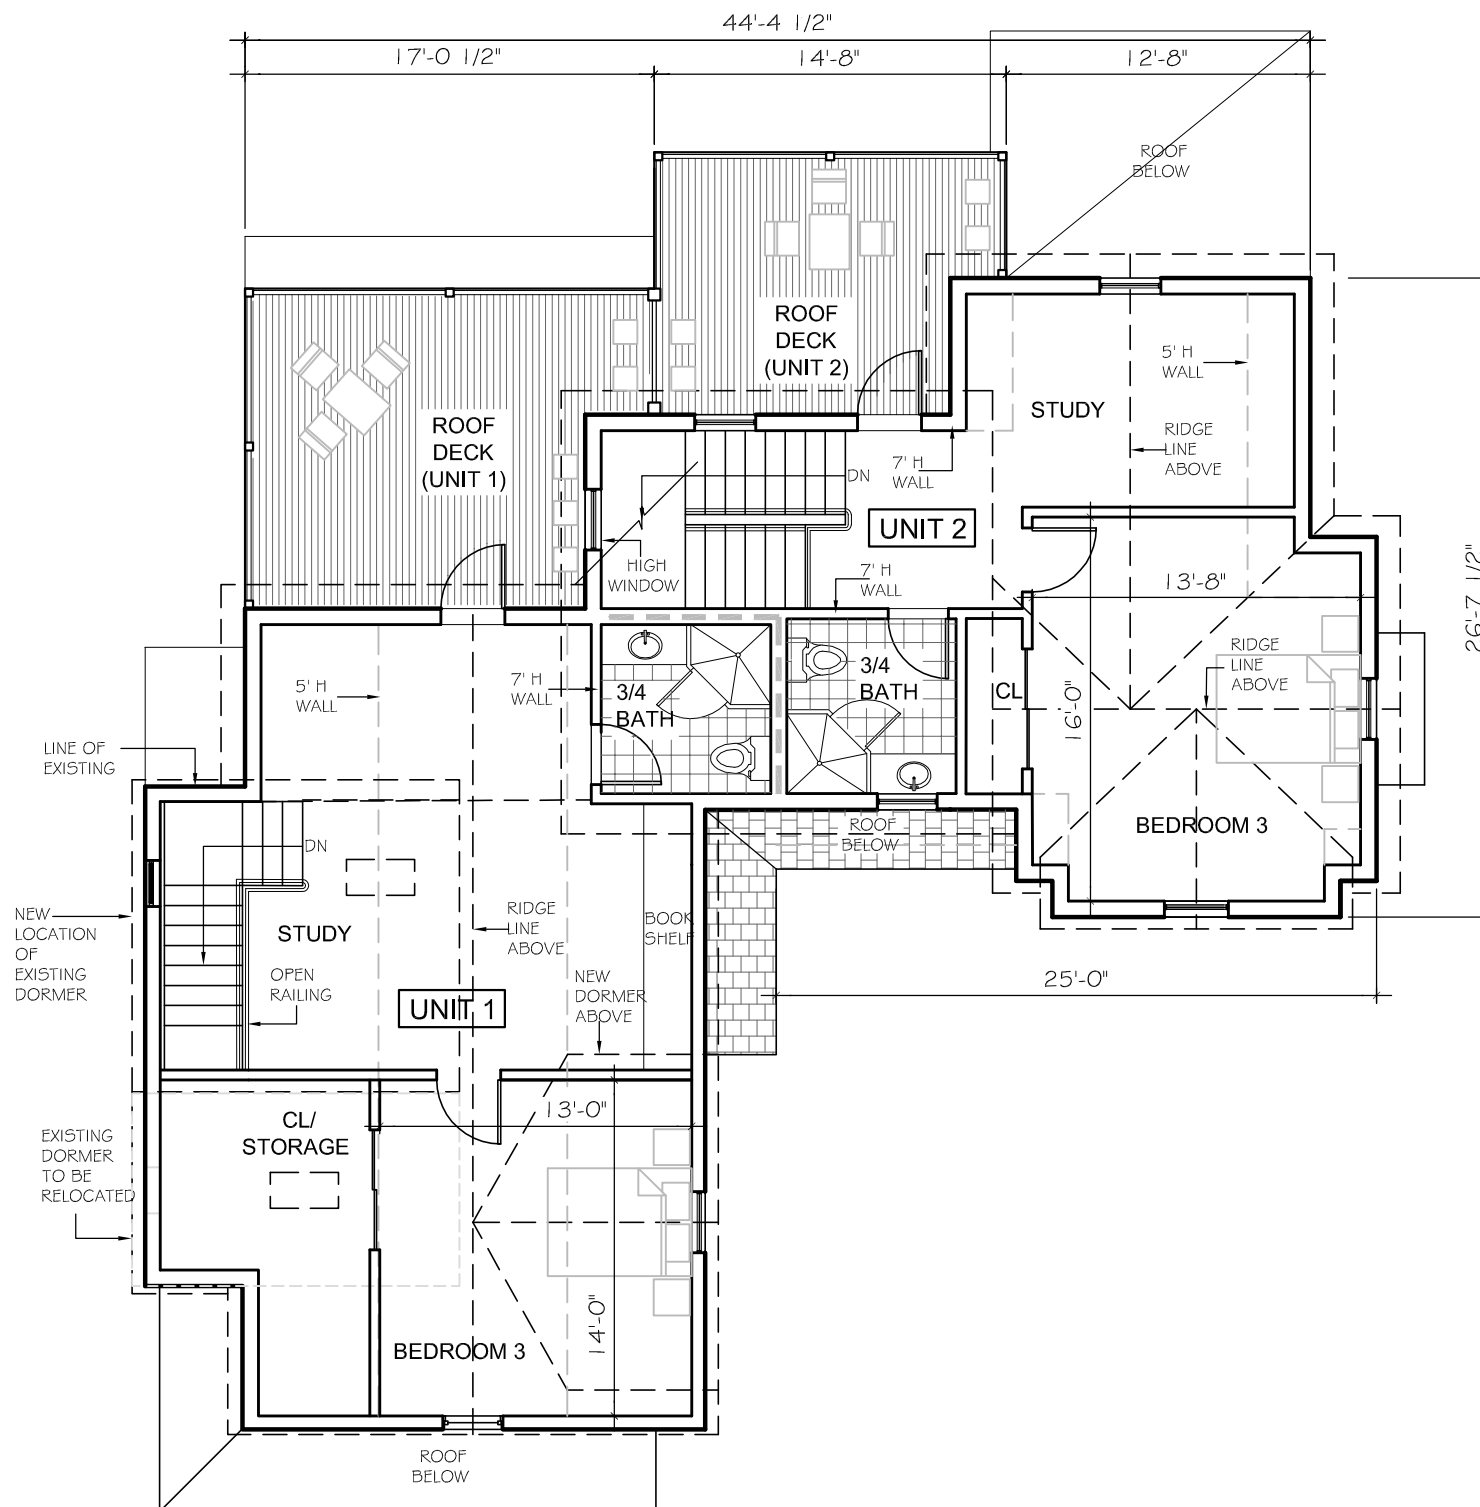 44'-4 1/2"
17'-0 1/2"
14'-8"
12'-8"
ROOF
BELOW
ROOF
DECK
(UNIT 2)
5' H
WALL
STUDY
ROOF
DECK
(UNIT 1)
RIDGE
LINE
ABOVE
7' H
WALL
DN
UNIT 2
HIGH
WINDOW
7' H
WALL
13'-8"
26'-7 1/2"
5' H
WALL
7' H
WALL
3/4
BATH
3/4
BATH
CL
RIDGE
LINE
ABOVE
16'-0"
LINE OF
EXISTING
BEDROOM 3
ROOF
BELOW
DN
NEW
LOCATION
OF
EXISTING
DORMER
STUDY
RIDGE
LINE
ABOVE
BOOK
SHELF
OPEN
RAILING
NEW
DORMER
ABOVE
25'-0"
UNIT 1
CL/
STORAGE
13'-0"
EXISTING
DORMER
TO BE
RELOCATED
14'-0"
BEDROOM 3
ROOF
BELOW